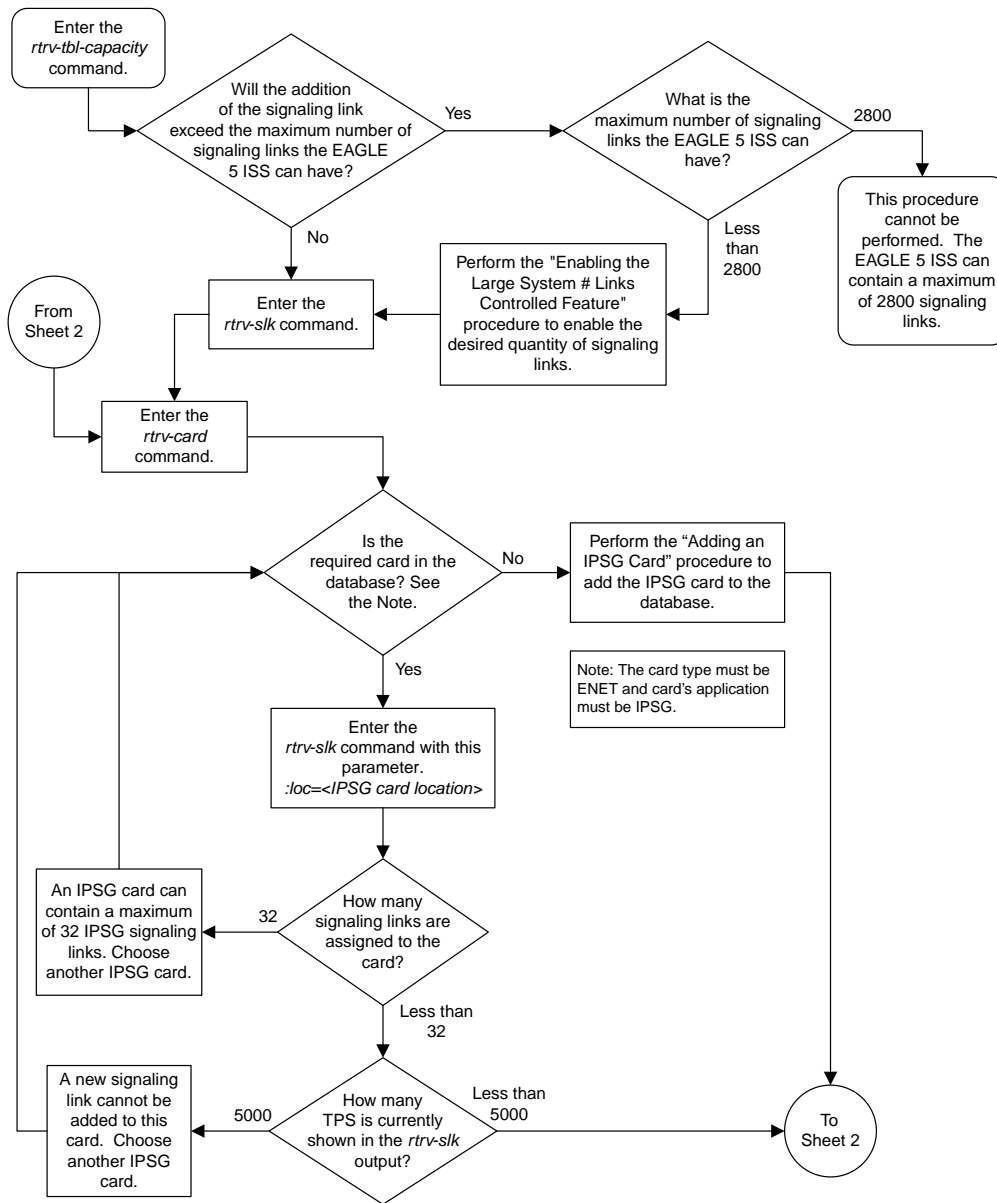 Enter the
rtrv-tbl-capacity
command.
Will the addition
of the signaling link
exceed the maximum number of
signaling links the EAGLE
5 ISS can have?
Yes
What is the
maximum number of signaling
links the EAGLE 5 ISS can
have?
2800
This procedure
cannot be
performed. The
EAGLE 5 ISS can
contain a maximum
of 2800 signaling
links.
No
Less
than
2800
Perform the "Enabling the
Large System # Links
Controlled Feature"
procedure to enable the
desired quantity of signaling
links.
Enter the
rtrv-slk command.
From
Sheet 2
Enter the
rtrv-card
command.
Is the
required card in the
database? See
the Note.
No
Perform the “Adding an
IPSG Card” procedure to
add the IPSG card to the
database.
Yes
Note: The card type must be
ENET and card’s application
must be IPSG.
Enter the
rtrv-slk command with this
parameter.
:loc=<IPSG card location>
How many
signaling links are
assigned to the
card?
32
An IPSG card can
contain a maximum
of 32 IPSG signaling
links. Choose
another IPSG card.
Less than
32
How many
TPS is currently
shown in the rtrv-slk
output?
5000
A new signaling
link cannot be
added to this
card. Choose
another IPSG
card.
Less than
5000
To
Sheet 2